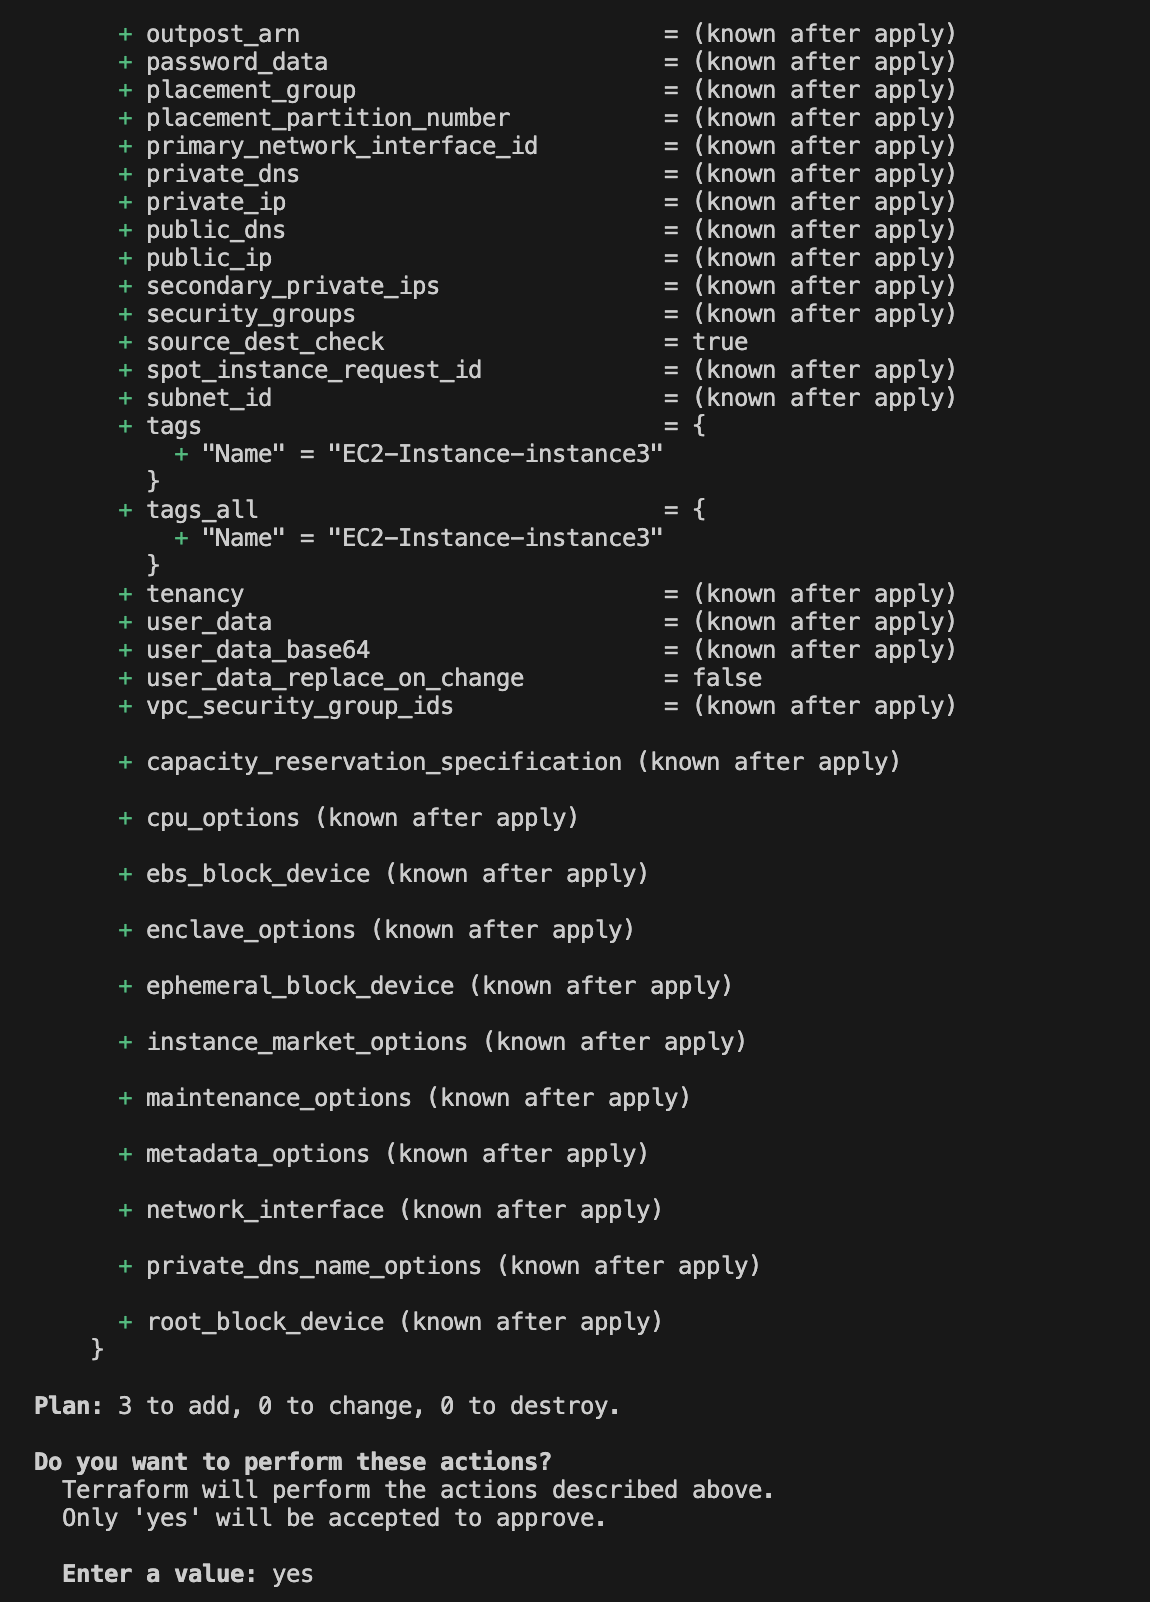 + outpost_arn                          = (known after apply)
+ password_data                        = (known after apply)
+ placement_group                      = (known after apply)
+ placement_partition_number           = (known after apply)
+ primary_network_interface_id         = (known after apply)
+ private_dns                          = (known after apply)
+ private_ip                           = (known after apply)
+ public_dns                           = (known after apply)
+ public_ip                            = (known after apply)
+ secondary_private_ips                = (known after apply)
+ security_groups                      = (known after apply)
+ source_dest_check                    = true
+ spot_instance_request_id             = (known after apply)
+ subnet_id                            = (known after apply)
+ tags                                 = {
    + "Name" = "EC2-Instance-instance3"
  }
+ tags_all                             = {
    + "Name" = "EC2-Instance-instance3"
  }
+ tenancy                              = (known after apply)
+ user_data                            = (known after apply)
+ user_data_base64                     = (known after apply)
+ user_data_replace_on_change          = false
+ vpc_security_group_ids               = (known after apply)
+ capacity_reservation_specification (known after apply)
+ cpu_options (known after apply)
+ ebs_block_device (known after apply)
+ enclave_options (known after apply)
+ ephemeral_block_device (known after apply)
+ instance_market_options (known after apply)
+ maintenance_options (known after apply)
+ metadata_options (known after apply)
+ network_interface (known after apply)
+ private_dns_name_options (known after apply)
+ root_block_device (known after apply)
}
Plan: 3 to add, 0 to change, 0 to destroy.
Do you want to perform these actions?
Terraform will perform the actions described above.
Only 'yes' will be accepted to approve.
Enter a value: yes